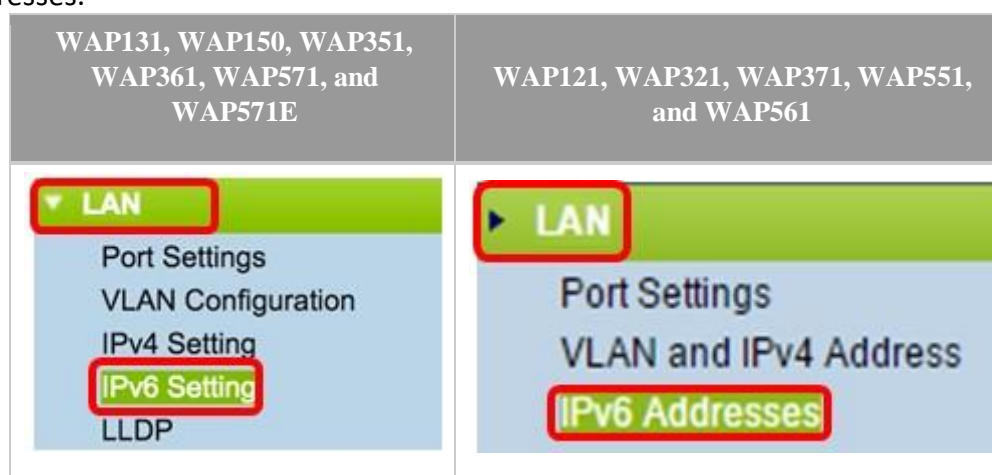 resses.
WAP131, WAP150, WAP351,
WAP361, WAP571, and
WAP571E
WAP121, WAP321, WAP371, WAP551,
and WAP561
LAN
Port Settings
VLAN Configuration
IPv4 Setting
IPv6 Setting
LLDP
LAN
Port Settings
VLAN and IPv4 Address
IPv6 Addresses